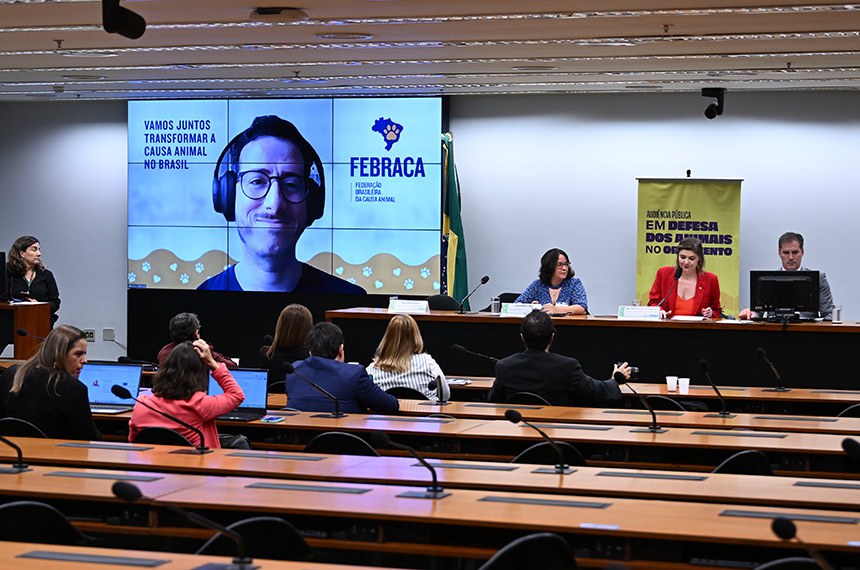 VAMOS JUNTOS
TRANSFORMAR A
CAUSA ANIMAL
NO BRASIL
FEBRACA
FEDERAÇÃO
BRASILEIRA
DA CAUSA ANIMAL
AUDIÊNCIA PÚBLICA
EM DEFESA
DOS ANIMAIS
NO